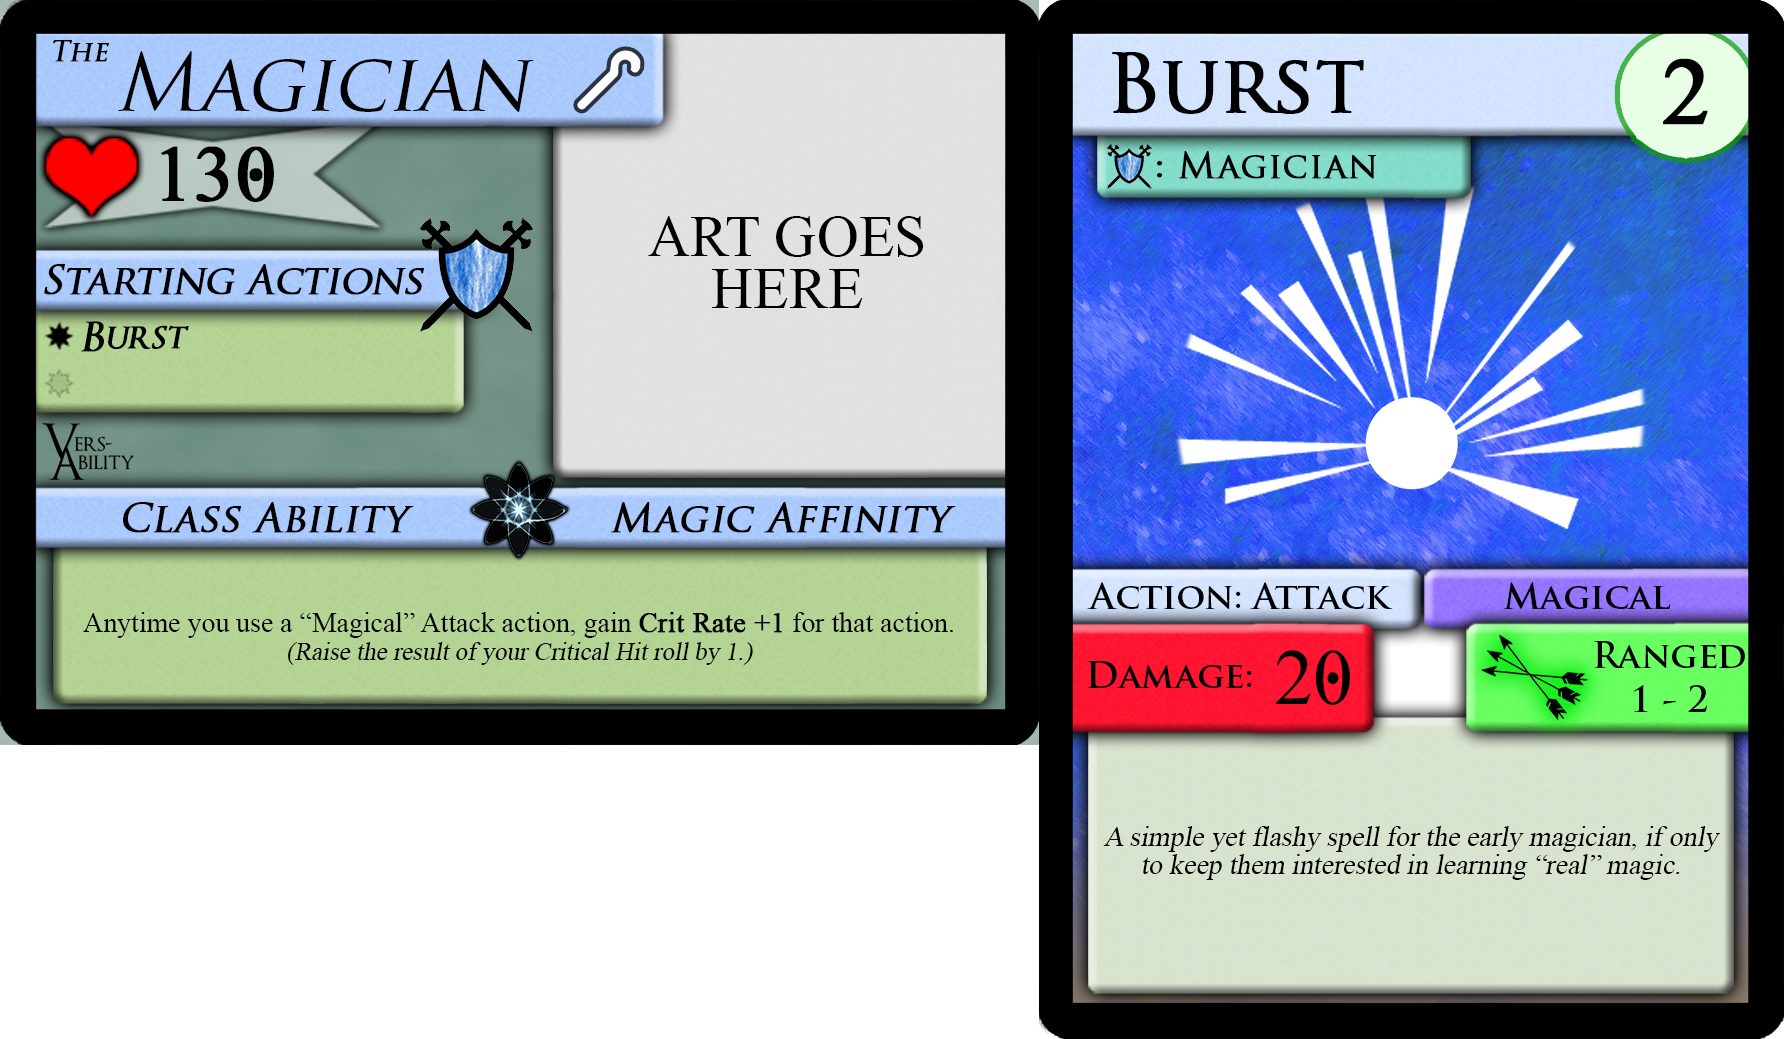 THE MAGICIAN
130
STARTING ACTIONS
BURST
VERS-
ABILITY
ART GOES
HERE
CLASS ABILITY
MAGIC AFFINITY
Anytime you use a “Magical” Attack action, gain Crit Rate +1 for that action.
(Raise the result of your Critical Hit roll by 1.)
BURST
2
: MAGICIAN
ACTION: ATTACK
MAGICAL
DAMAGE: 20
RANGED
1 - 2
A simple yet flashy spell for the early magician, if only
to keep them interested in learning “real” magic.